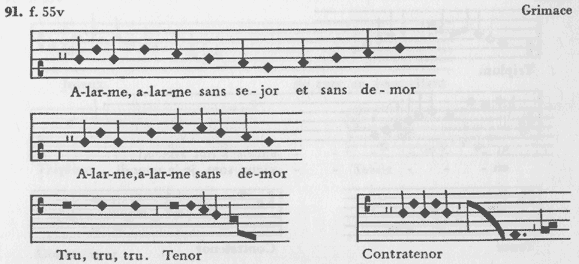 91. f. 55v Grimace
A-lar-me, a-lar-me sans se-jor et sans de-mor
A-lar-me,a-lar-me sans de-mor
Tru, tru, tru. Tenor Contratenor